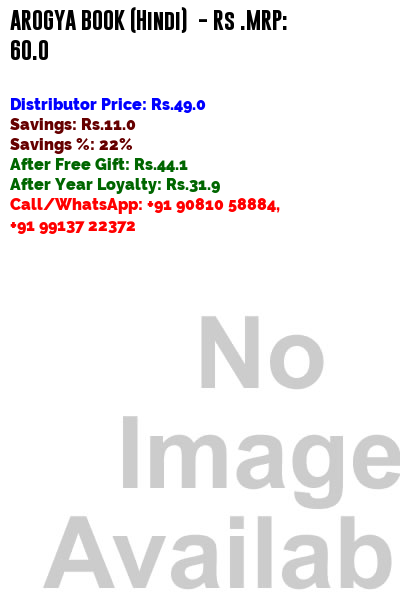 AROGYA BOOK (Hindi) - Rs .MRP:
60.0
Distributor Price: Rs.49.0
Savings: Rs.11.0
Savings %: 22%
After Free Gift: Rs.44.1
After Year Loyalty: Rs.31.9
Call/WhatsApp: +91 90810 58884,
+91 99137 22372
No
Image
Availab